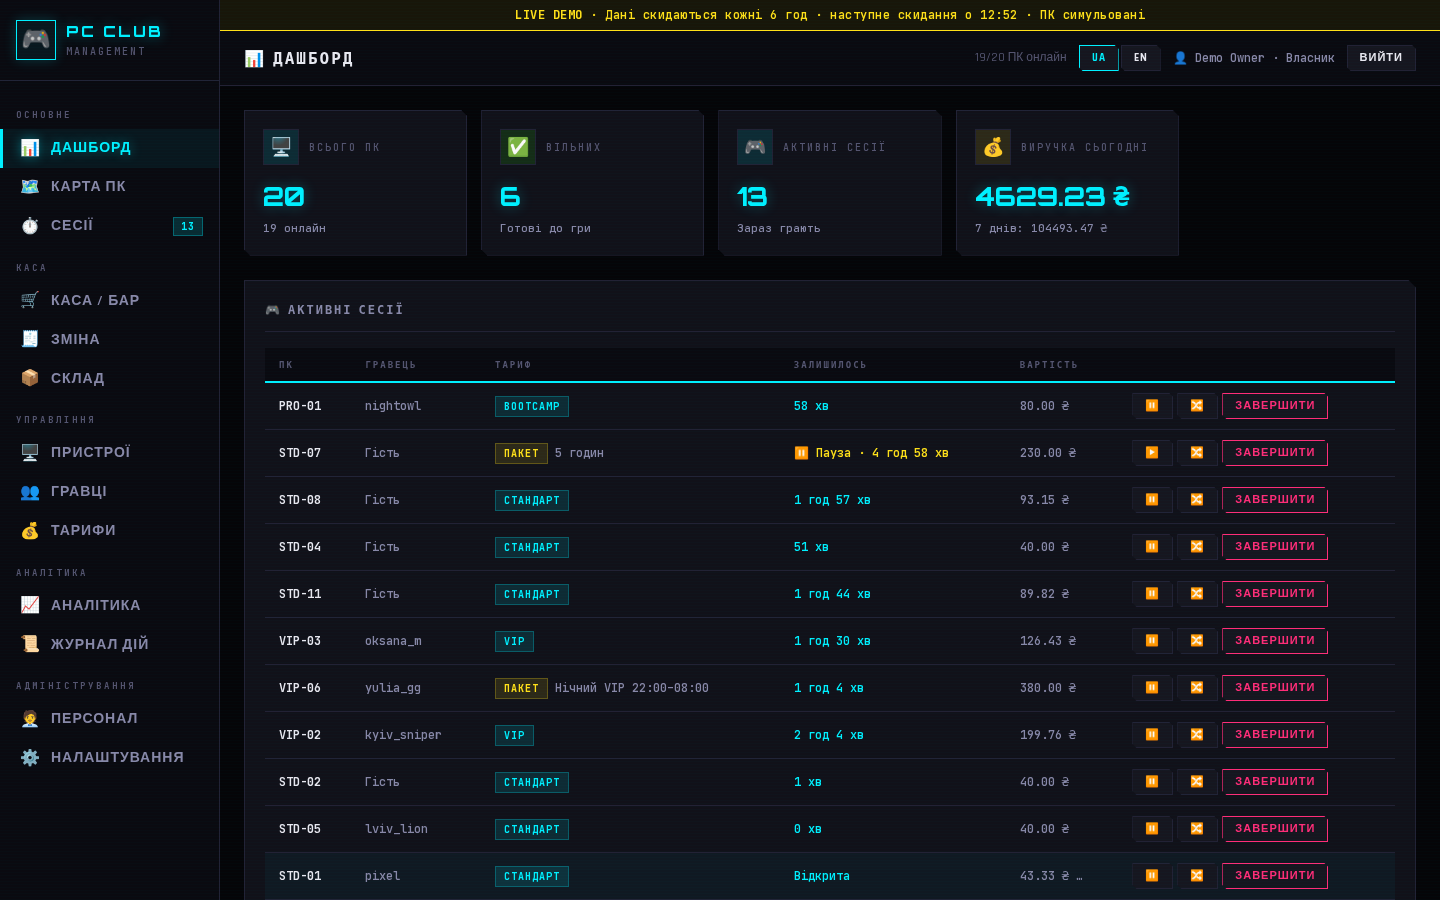 PC CLUB
MANAGEMENT
ОСНОВНЕ
ДАШБОРД
КАРТА ПК
СЕСІЇ 13
КАСА
КАСА / БАР
ЗМІНА
СКЛАД
УПРАВЛІННЯ
ПРИСТРОЇ
ГРАВЦІ
ТАРИФИ
АНАЛІТИКА
АНАЛІТИКА
ЖУРНАЛ ДІЙ
АДМІНІСТРУВАННЯ
ПЕРСОНАЛ
НАЛАШТУВАННЯ
LIVE DEMO · Дані скидаються кожні 6 год · наступне скидання о 12:52 · ПК симульовані
ДАШБОРД
19/20 ПК онлайн UA EN Demo Owner · Власник ВИЙТИ
ВСЬОГО ПК
20
19 онлайн
ВІЛЬНИХ
6
Готові до гри
АКТИВНІ СЕСІЇ
13
Зараз грають
ВИРУЧКА СЬОГОДНІ
4629.23 ₴
7 днів: 104493.47 ₴
АКТИВНІ СЕСІЇ
ПК ГРАВЕЦЬ ТАРИФ ЗАЛИШИЛОСЬ ВАРТІСТЬ
PRO-01 nightowl BOOTCAMP 58 хв 80.00 ₴ ЗАВЕРШИТИ
STD-07 Гість ПАКЕТ 5 годин Пауза · 4 год 58 хв 230.00 ₴ ЗАВЕРШИТИ
STD-08 Гість СТАНДАРТ 1 год 57 хв 93.15 ₴ ЗАВЕРШИТИ
STD-04 Гість СТАНДАРТ 51 хв 40.00 ₴ ЗАВЕРШИТИ
STD-11 Гість СТАНДАРТ 1 год 44 хв 89.82 ₴ ЗАВЕРШИТИ
VIP-03 oksana_m VIP 1 год 30 хв 126.43 ₴ ЗАВЕРШИТИ
VIP-06 yulia_gg ПАКЕТ Нічний VIP 22:00–08:00 1 год 4 хв 380.00 ₴ ЗАВЕРШИТИ
VIP-02 kyiv_sniper VIP 2 год 4 хв 199.76 ₴ ЗАВЕРШИТИ
STD-02 Гість СТАНДАРТ 1 хв 40.00 ₴ ЗАВЕРШИТИ
STD-05 lviv_lion СТАНДАРТ 0 хв 40.00 ₴ ЗАВЕРШИТИ
STD-01 pixel СТАНДАРТ Відкрита 43.33 ₴ … ЗАВЕРШИТИ